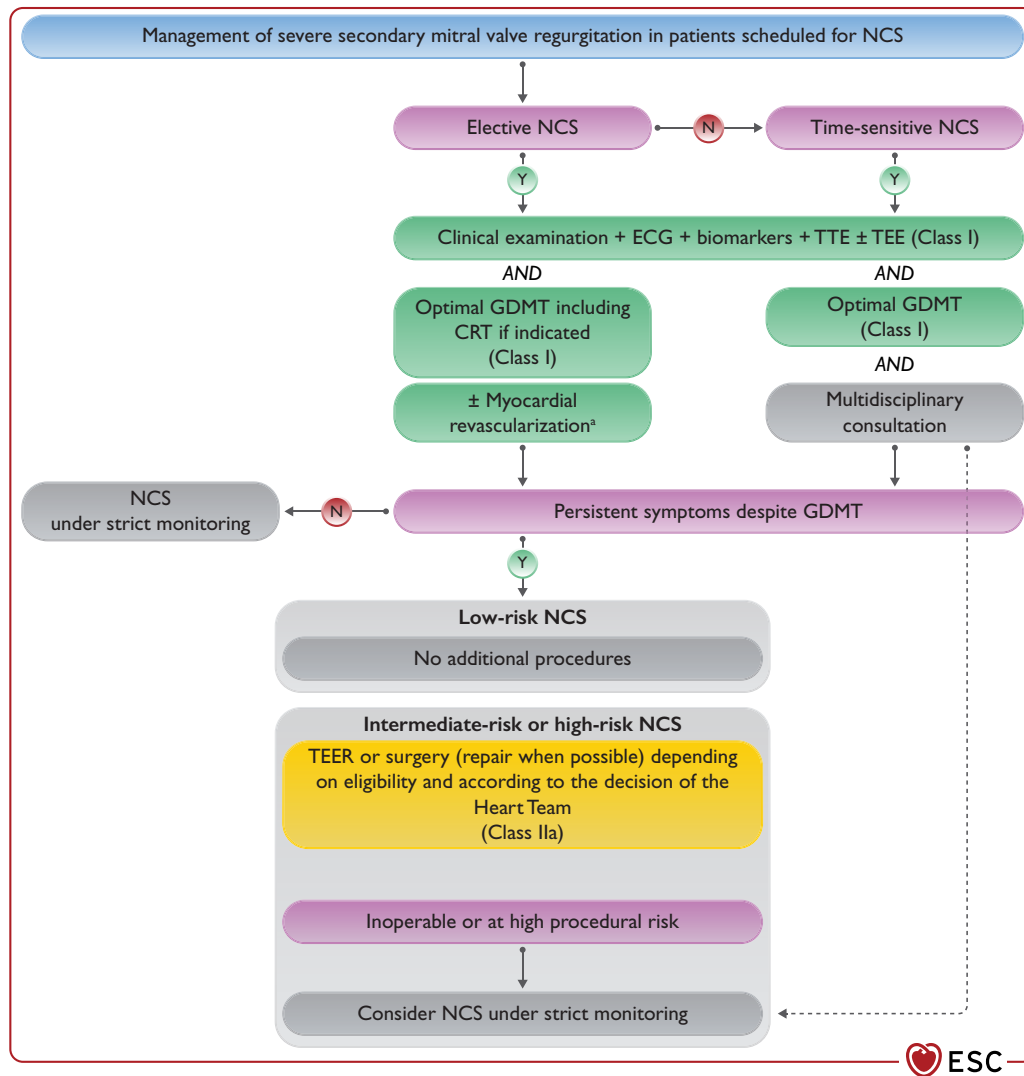 Management of severe secondary mitral valve regurgitation in patients scheduled for NCS
Elective NCS
N
Time-sensitive NCS
Y
Y
Clinical examination + ECG + biomarkers + TTE ± TEE (Class I)
AND
AND
Optimal GDMT including
CRT if indicated
(Class I)
Optimal GDMT
(Class I)
AND
± Myocardial
revascularizationᵃ
Multidisciplinary
consultation
NCS
under strict monitoring
N
Persistent symptoms despite GDMT
Y
Low-risk NCS
No additional procedures
Intermediate-risk or high-risk NCS
TEER or surgery (repair when possible) depending
on eligibility and according to the decision of the
Heart Team
(Class IIa)
Inoperable or at high procedural risk
Consider NCS under strict monitoring
ESC